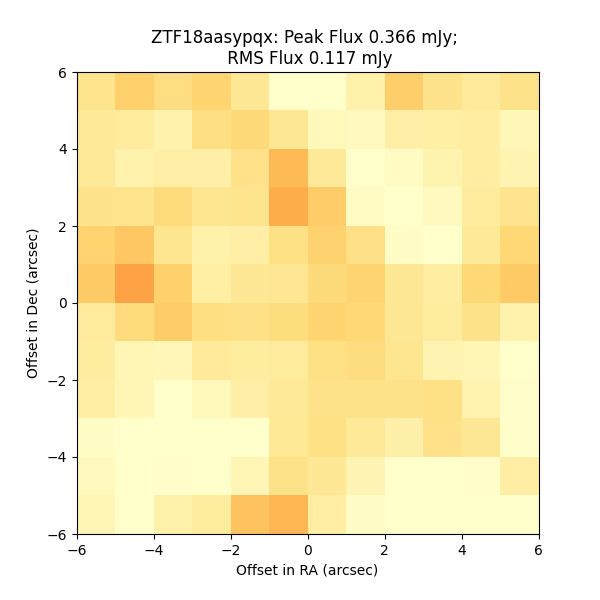 ZTF18aasypqx: Peak Flux 0.366 mJy;
RMS Flux 0.117 mJy
6
4
2
0
−2
−4
−6
Offset in Dec (arcsec)
−6 −4 −2 0 2 4 6
Offset in RA (arcsec)